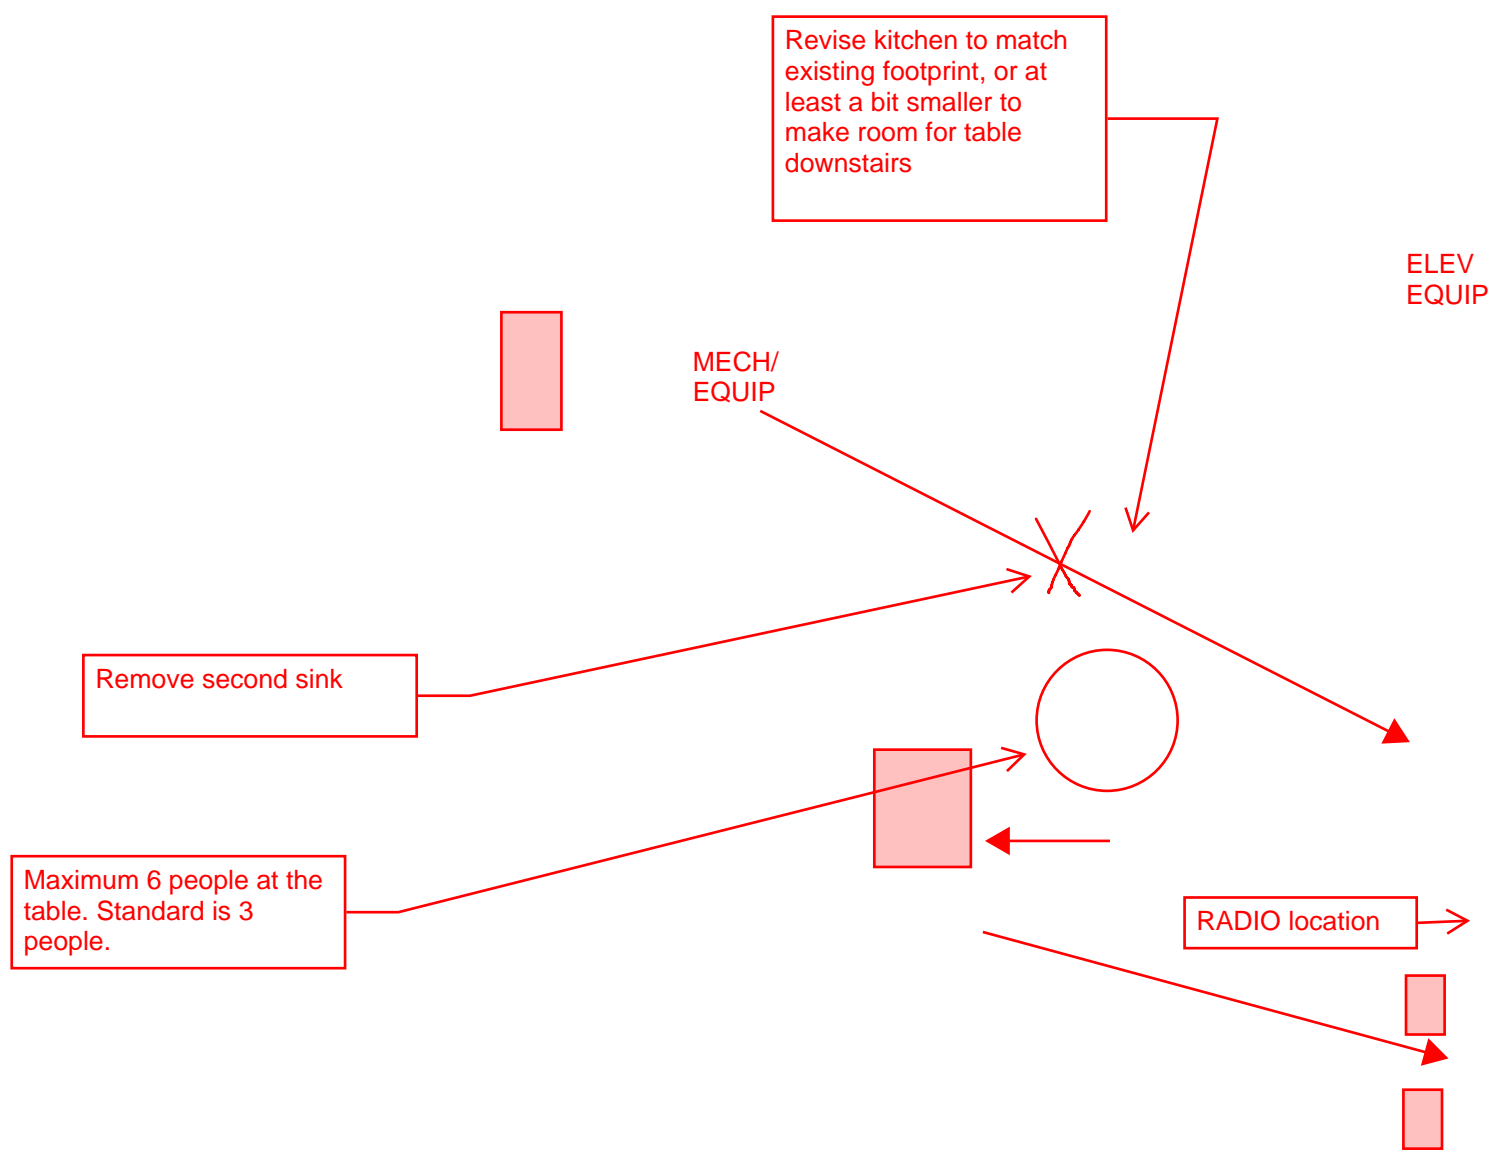 Revise kitchen to match
existing footprint, or at
least a bit smaller to
make room for table
downstairs
ELEV
EQUIP
MECH/
EQUIP
Remove second sink
Maximum 6 people at the
table. Standard is 3
people.
RADIO location